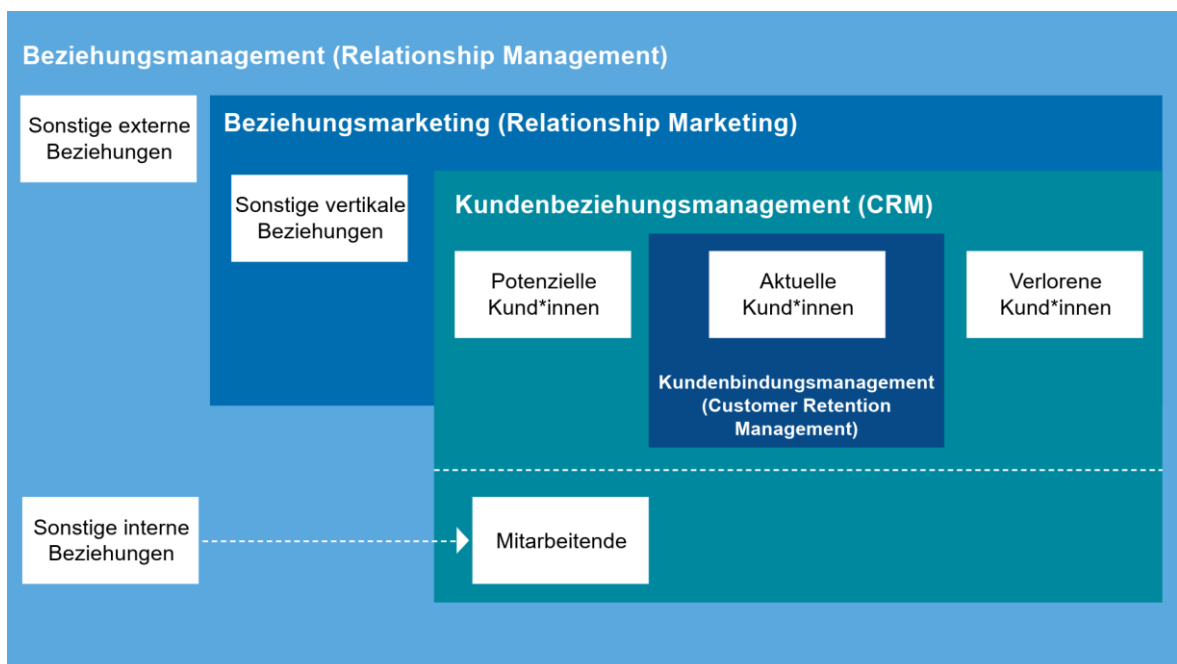 Beziehungsmanagement (Relationship Management)
Sonstige externe
Beziehungen
Beziehungsmarketing (Relationship Marketing)
Sonstige vertikale
Beziehungen
Kundenbeziehungsmanagement (CRM)
Potenzielle
Kund*innen
Aktuelle
Kund*innen
Verlorene
Kund*innen
Kundenbindungsmanagement
(Customer Retention
Management)
Sonstige interne
Beziehungen
Mitarbeitende